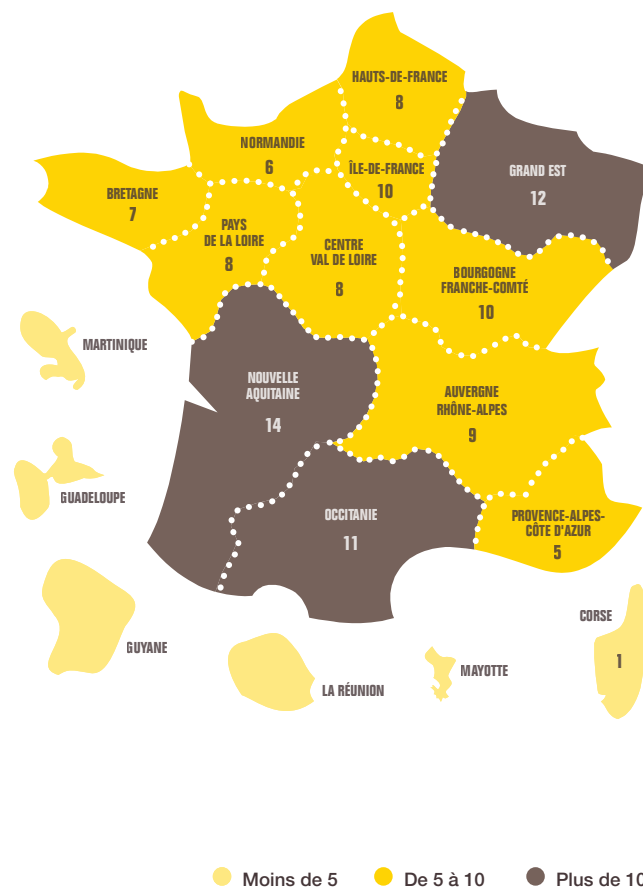 HAUTS-DE-FRANCE
8
NORMANDIE
6
ÎLE-DE-FRANCE
10
GRAND EST
12
BRETAGNE
7
PAYS
DE LA LOIRE
8
CENTRE
VAL DE LOIRE
8
BOURGOGNE
FRANCHE-COMTÉ
10
MARTINIQUE
NOUVELLE
AQUITAINE
14
AUVERGNE
RHÔNE-ALPES
9
GUADELOUPE
OCCITANIE
11
PROVENCE-ALPES-
CÔTE D'AZUR
5
GUYANE
LA RÉUNION
MAYOTTE
CORSE
1
Moins de 5
De 5 à 10
Plus de 10